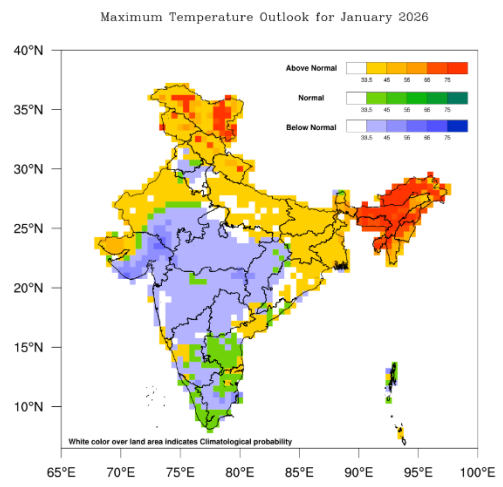 Maximum Temperature Outlook for January 2026
40°N
Above Normal
33.5 45 55 65 75
35°N
Normal
33.5 45 55 65 75
Below Normal
33.5 45 55 65 75
30°N
25°N
20°N
15°N
10°N
White color over land area indicates Climatological probability
65°E 70°E 75°E 80°E 85°E 90°E 95°E 100°E